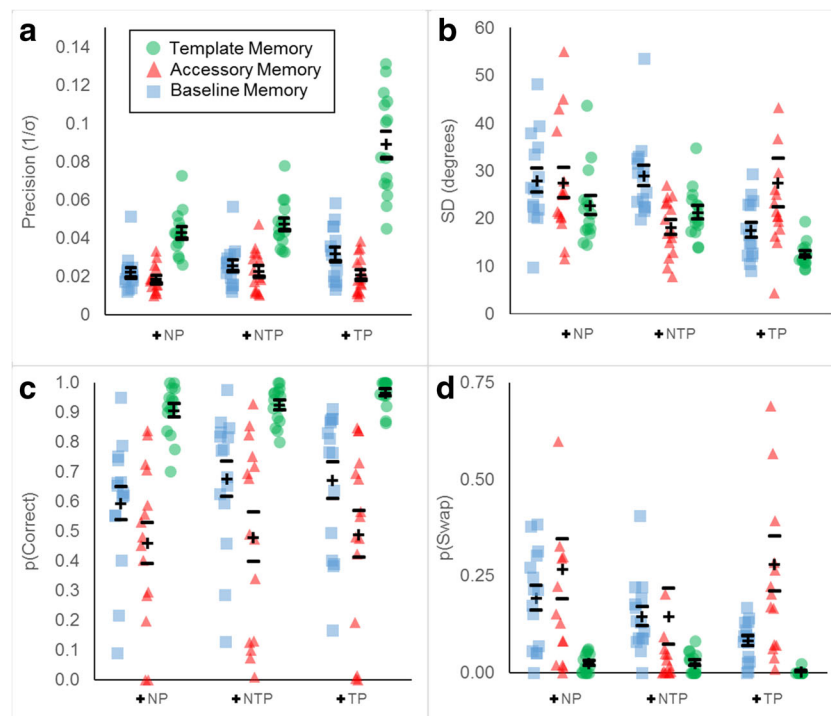 a
Precision (1/σ)
0.14
0.12
0.1
0.08
0.06
0.04
0.02
0
Template Memory
Accessory Memory
Baseline Memory
+NP
+NTP
+TP
b
SD (degrees)
60
50
40
30
20
10
0
+NP
+NTP
+TP
c
p(Correct)
1.0
0.9
0.8
0.7
0.6
0.5
0.4
0.3
0.2
0.1
0.0
+NP
+NTP
+TP
d
p(Swap)
0.75
0.50
0.25
0.00
+NP
+NTP
+TP